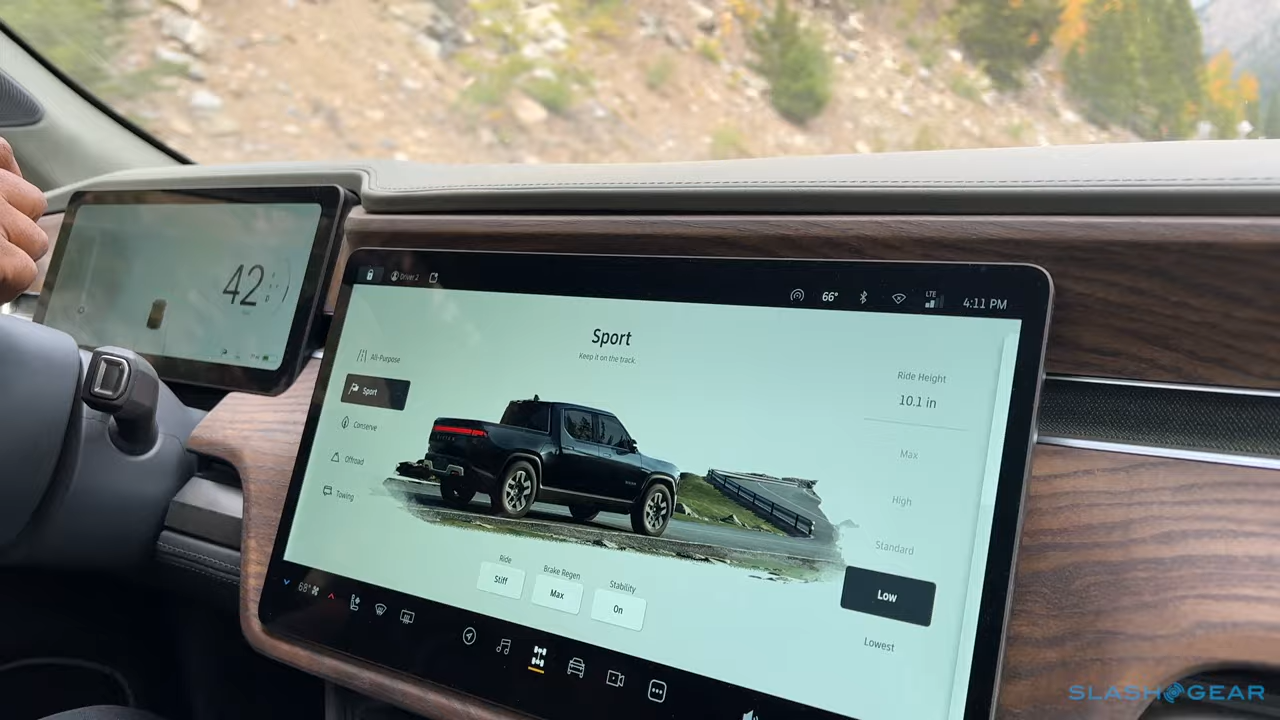 42
D
Driver 2
66°
LTE
4:11 PM
Sport
Keep it on the track.
All-Purpose
Sport
Conserve
Offroad
Towing
Ride Height
10.1 in
Max
High
Standard
Low
Lowest
Ride
Stiff
Brake Regen
Max
Stability
On
68°
SLASHGEAR